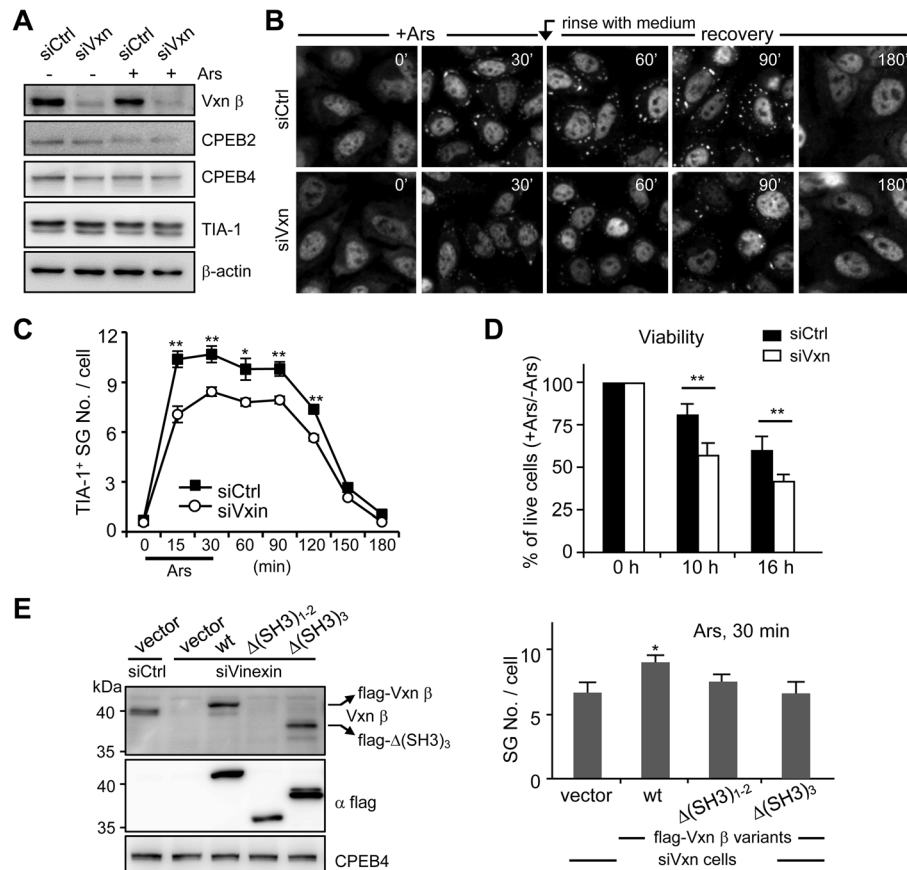 A
siCtrl siVxn siCtrl siVxn
- - + + Ars
Vxn β
CPEB2
CPEB4
TIA-1
β-actin
B
+Ars rinse with medium recovery
siCtrl
0' 30' 60' 90' 180'
siVxn
0' 30' 60' 90' 180'
C
TIA-1⁺ SG No. / cell
12
9
6
3
0
** ** * ** **
siCtrl
siVxin
0 15 30 60 90 120 150 180
Ars (min)
D
Viability
siCtrl
siVxn
% of live cells (+Ars/-Ars)
100
75
50
25
0
** **
0 h 10 h 16 h
E
vector vector wt Δ(SH3)₁₋₂ Δ(SH3)₃
siCtrl siVinexin
kDa
40
35
flag-Vxn β
Vxn β
flag-Δ(SH3)₃
40
35
α flag
CPEB4
Ars, 30 min
SG No. / cell
10
5
0
*
vector wt Δ(SH3)₁₋₂ Δ(SH3)₃
flag-Vxn β variants
siVxn cells